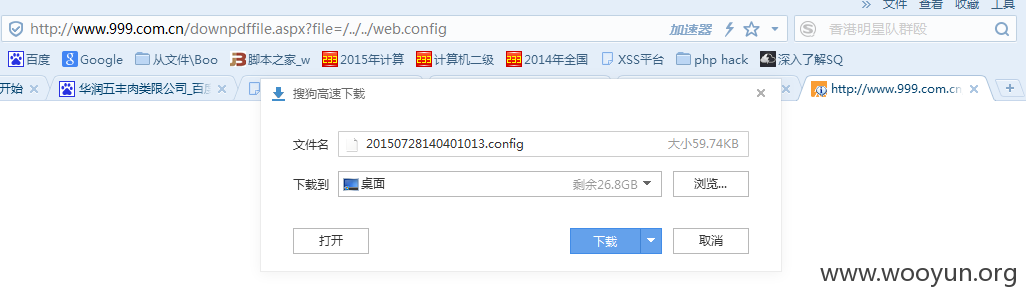 » 文件 查看 收藏 工具
http://www.999.com.cn/downpdffile.aspx?file=/../../web.config 加速器 香港明星队群殴
百度 Google 从文件\Boo 脚本之家_w 2015年计算 计算机二级 2014年全国 XSS平台 php hack 深入了解SQ
开始 华润五丰肉类限公司_百度 http://www.999.com.cn
搜狗高速下载
文件名 20150728140401013.config 大小59.74KB
下载到 桌面 剩余26.8GB 浏览...
打开 下载 取消
www.wooyun.org